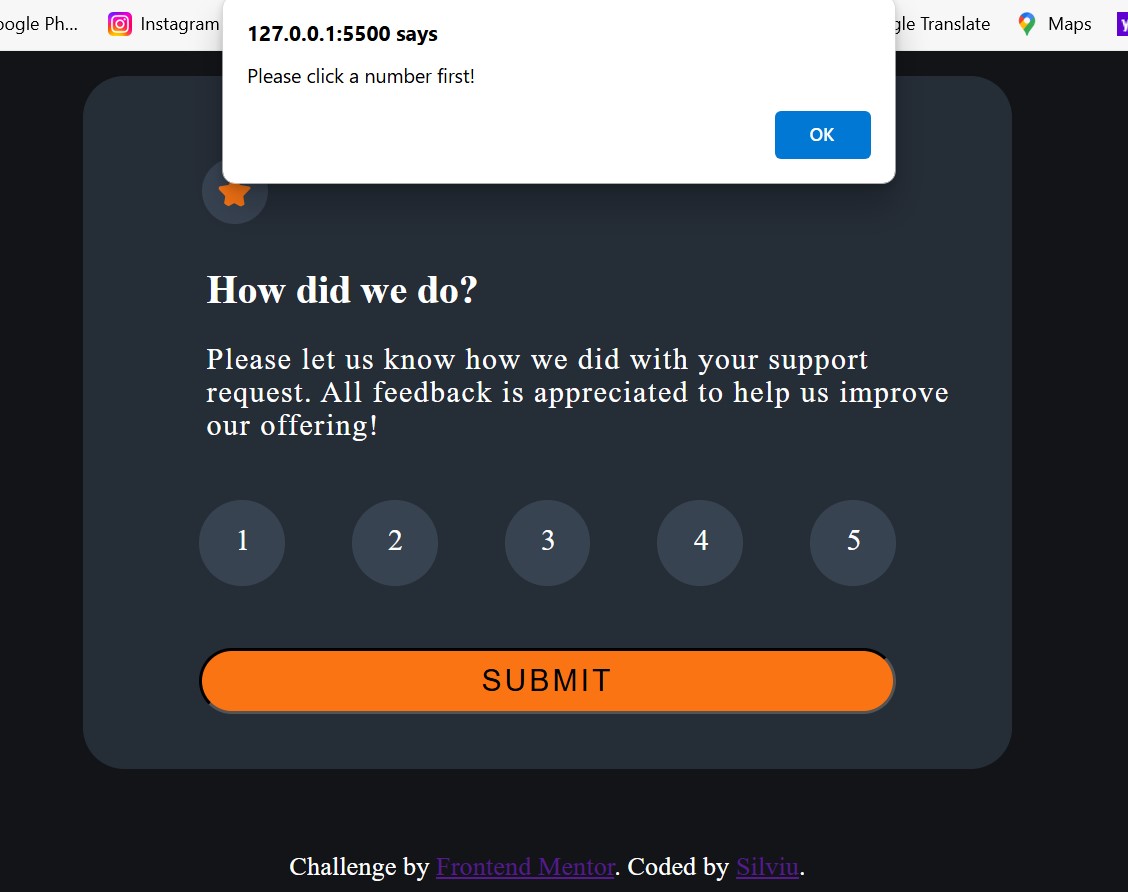 Ph...
Instagram
Translate
Maps
127.0.0.1:5500 says
Please click a number first!
OK
How did we do?
Please let us know how we did with your support
request. All feedback is appreciated to help us improve
our offering!
1
2
3
4
5
SUBMIT
Challenge by Frontend Mentor. Coded by Silviu.